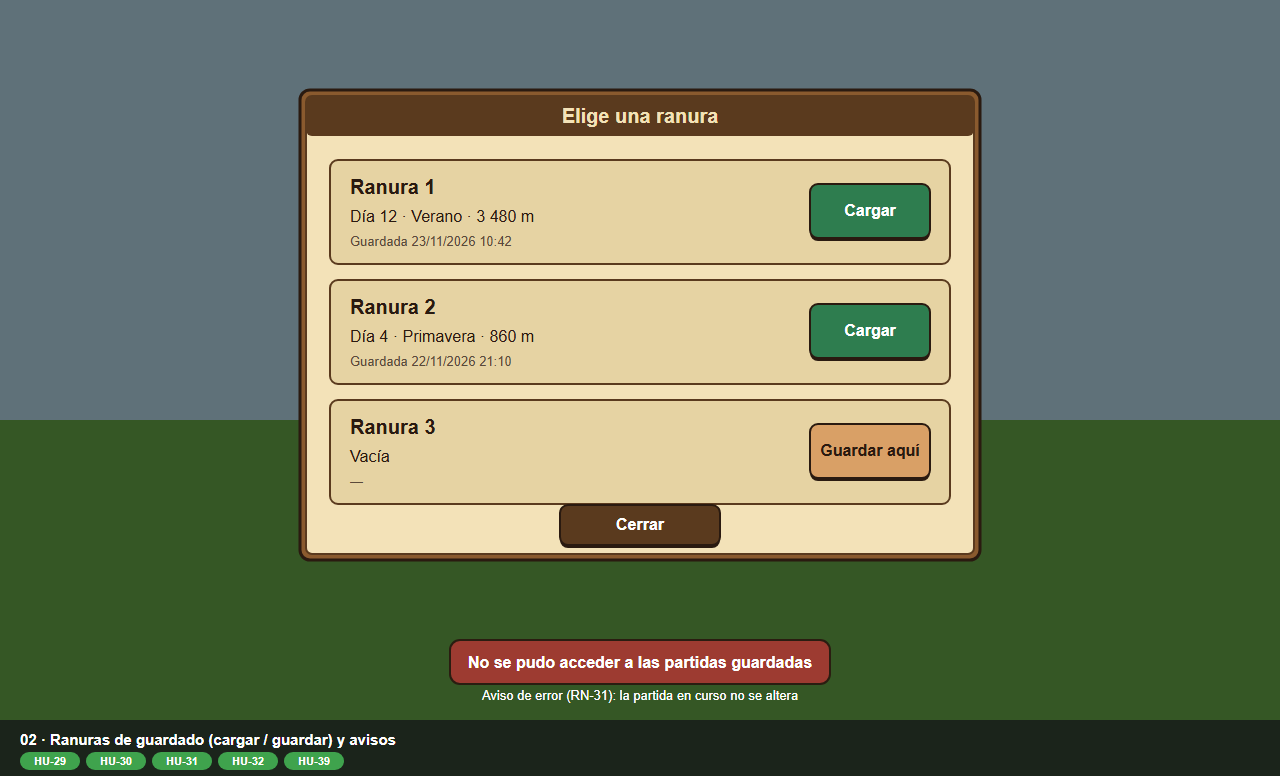 Elige una ranura
Ranura 1
Día 12 · Verano · 3 480 m
Guardada 23/11/2026 10:42
Cargar
Ranura 2
Día 4 · Primavera · 860 m
Guardada 22/11/2026 21:10
Cargar
Ranura 3
Vacía
—
Guardar aquí
Cerrar
No se pudo acceder a las partidas guardadas
Aviso de error (RN-31): la partida en curso no se altera
02 · Ranuras de guardado (cargar / guardar) y avisos
HU-29 HU-30 HU-31 HU-32 HU-39